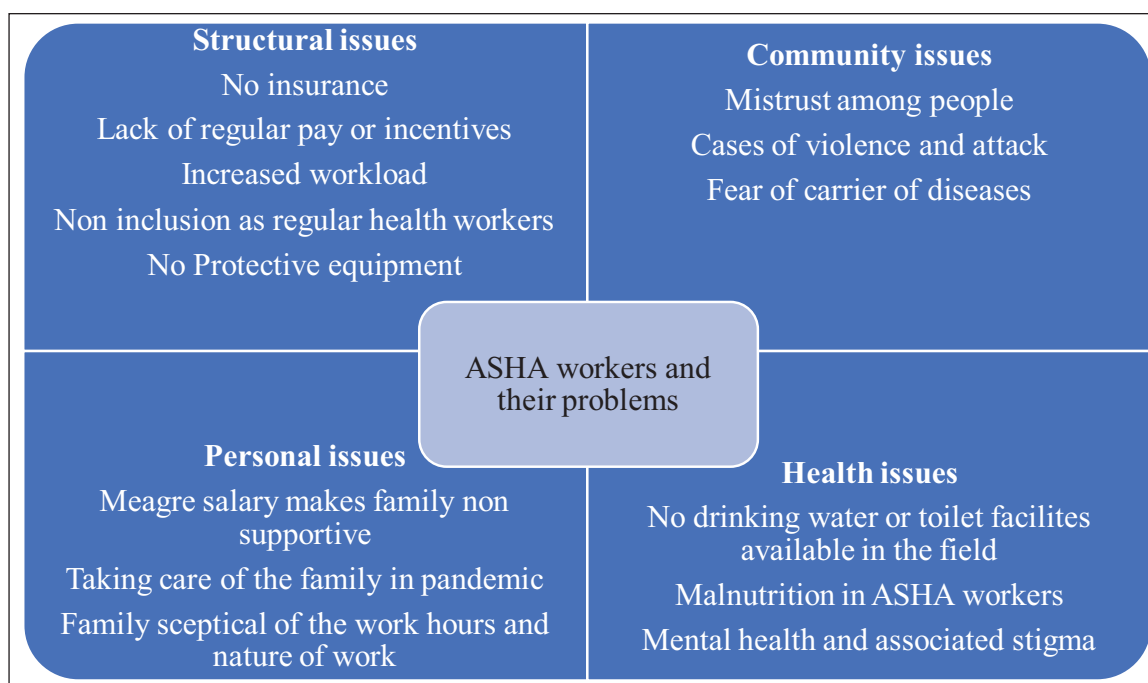 Structural issues
No insurance
Lack of regular pay or incentives
Increased workload
Non inclusion as regular health workers
No Protective equipment
Community issues
Mistrust among people
Cases of violence and attack
Fear of carrier of diseases
ASHA workers and
their problems
Personal issues
Meagre salary makes family non
supportive
Taking care of the family in pandemic
Family sceptical of the work hours and
nature of work
Health issues
No drinking water or toilet facilites
available in the field
Malnutrition in ASHA workers
Mental health and associated stigma